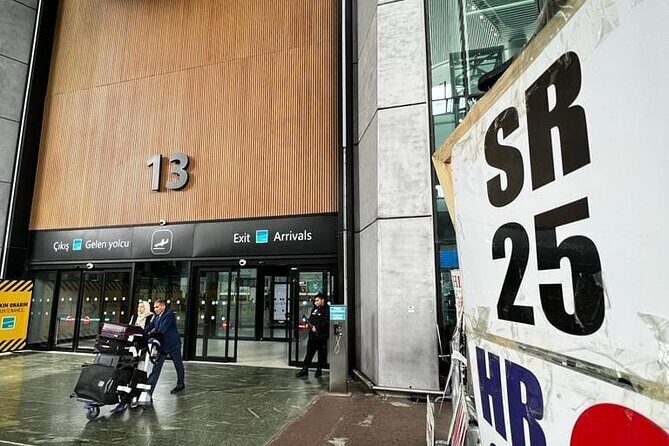 13
Çıkış Gelen yolcu
Exit Arrivals
SR
25
HR